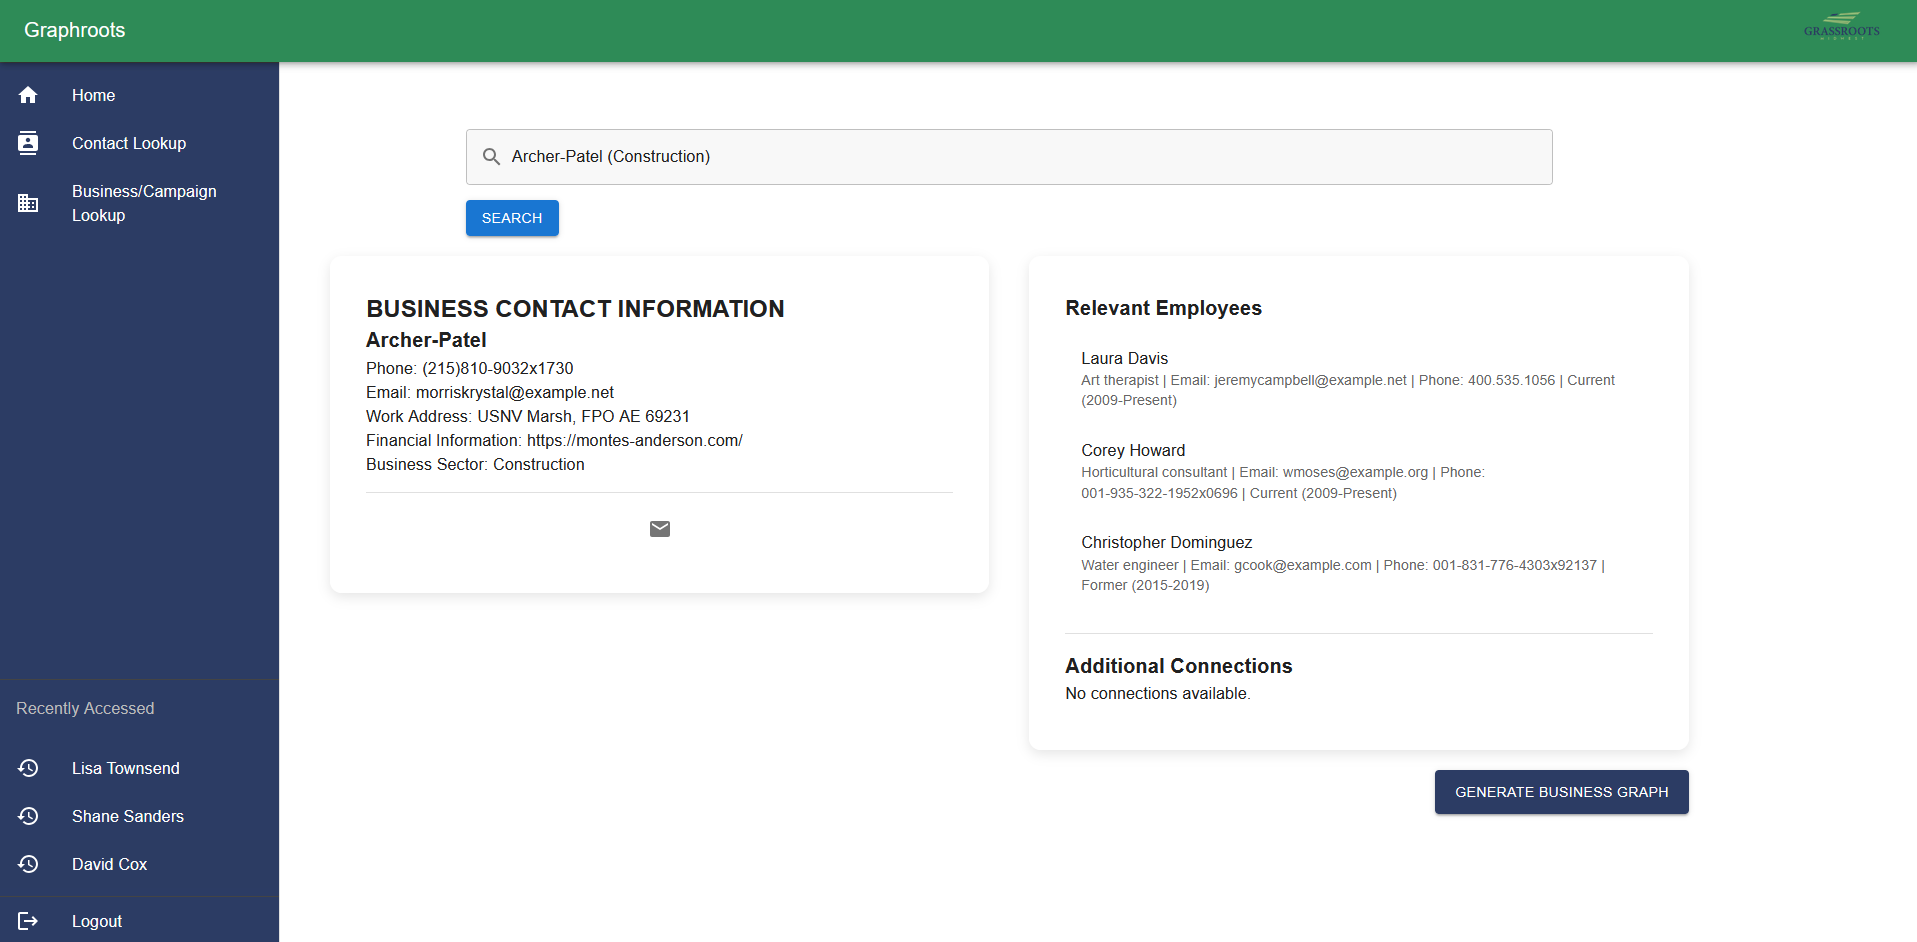 Graphroots
GRASSROOTS
MIDWEST
Home
Contact Lookup
Business/Campaign
Lookup
Recently Accessed
Lisa Townsend
Shane Sanders
David Cox
Logout
Archer-Patel (Construction)
SEARCH
BUSINESS CONTACT INFORMATION
Archer-Patel
Phone: (215)810-9032x1730
Email: morriskrystal@example.net
Work Address: USNV Marsh, FPO AE 69231
Financial Information: https://montes-anderson.com/
Business Sector: Construction
Relevant Employees
Laura Davis
Art therapist | Email: jeremycampbell@example.net | Phone: 400.535.1056 | Current
(2009-Present)
Corey Howard
Horticultural consultant | Email: wmoses@example.org | Phone:
001-935-322-1952x0696 | Current (2009-Present)
Christopher Dominguez
Water engineer | Email: gcook@example.com | Phone: 001-831-776-4303x92137 |
Former (2015-2019)
Additional Connections
No connections available.
GENERATE BUSINESS GRAPH